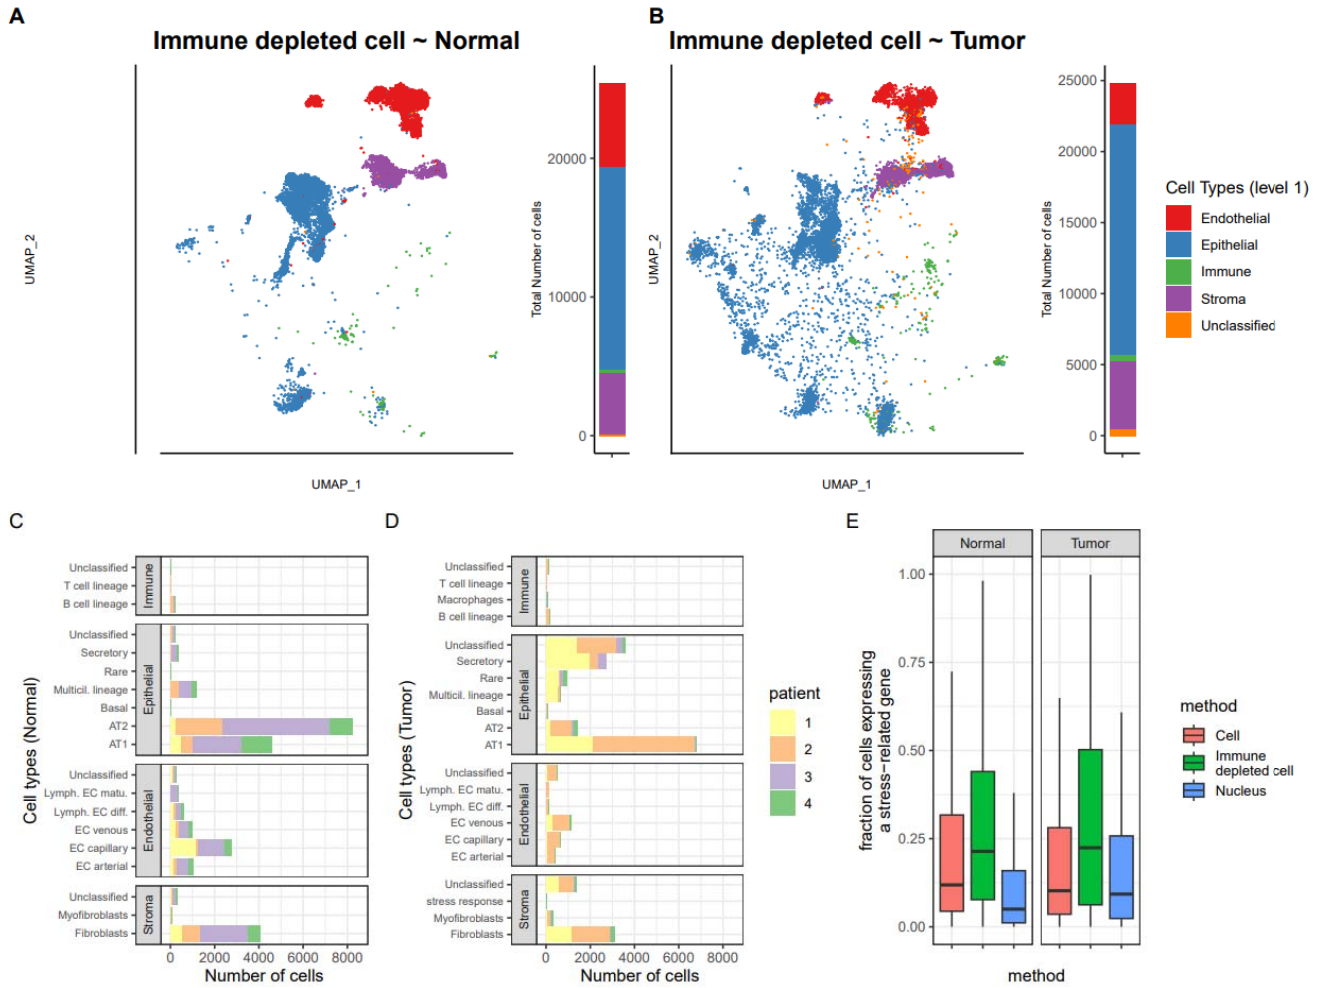 A
B
Immune depleted cell ~ Normal
Immune depleted cell ~ Tumor
UMAP_2
UMAP_1
Total Number of cells
20000
10000
0
UMAP_2
UMAP_1
Total Number of cells
25000
20000
15000
10000
5000
0
Cell Types (level 1)
Endothelial
Epithelial
Immune
Stroma
Unclassified
C
Cell types (Normal)
Immune
Unclassified
T cell lineage
B cell lineage
Epithelial
Unclassified
Secretory
Rare
Multicil. lineage
Basal
AT2
AT1
Endothelial
Unclassified
Lymph. EC matu.
Lymph. EC diff.
EC venous
EC capillary
EC arterial
Stroma
Unclassified
Myofibroblasts
Fibroblasts
0 2000 4000 6000 8000
Number of cells
D
Cell types (Tumor)
Immune
Unclassified
T cell lineage
Macrophages
B cell lineage
Epithelial
Unclassified
Secretory
Rare
Multicil. lineage
Basal
AT2
AT1
Endothelial
Unclassified
Lymph. EC matu.
Lymph. EC diff.
EC venous
EC capillary
EC arterial
Stroma
Unclassified
stress response
Myofibroblasts
Fibroblasts
0 2000 4000 6000 8000
Number of cells
patient
1
2
3
4
E
Normal
Tumor
fraction of cells expressing
a stress-related gene
1.00
0.75
0.50
0.25
0.00
method
method
Cell
Immune
depleted cell
Nucleus